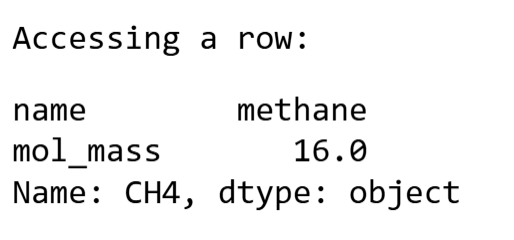 Accessing a row:
name methane
mol_mass 16.0
Name: CH4, dtype: object